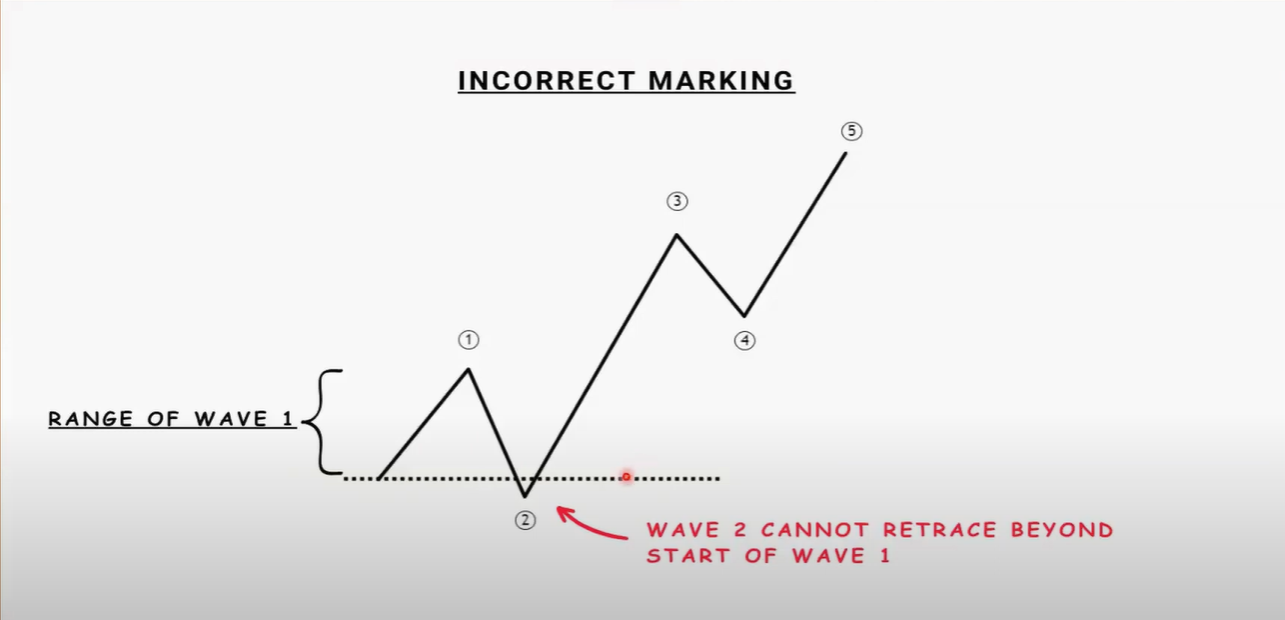 INCORRECT MARKING
⑤
③
①
④
RANGE OF WAVE 1
②
WAVE 2 CANNOT RETRACE BEYOND
START OF WAVE 1